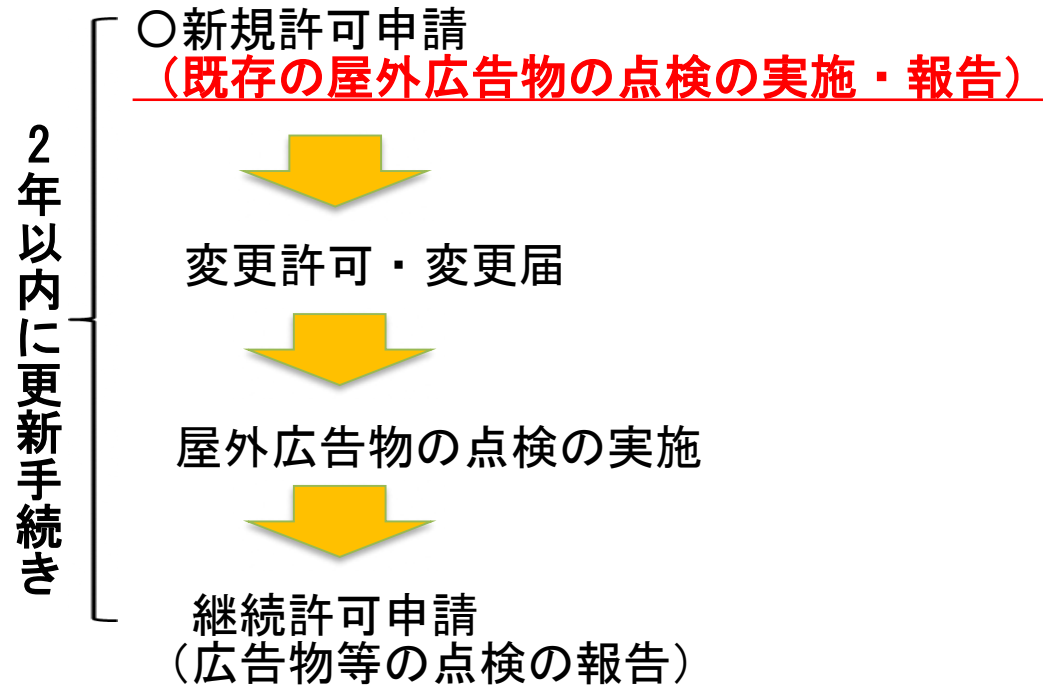 2年以内に更新手続き
〇新規許可申請
（既存の屋外広告物の点検の実施・報告）
変更許可・変更届
屋外広告物の点検の実施
継続許可申請
（広告物等の点検の報告）